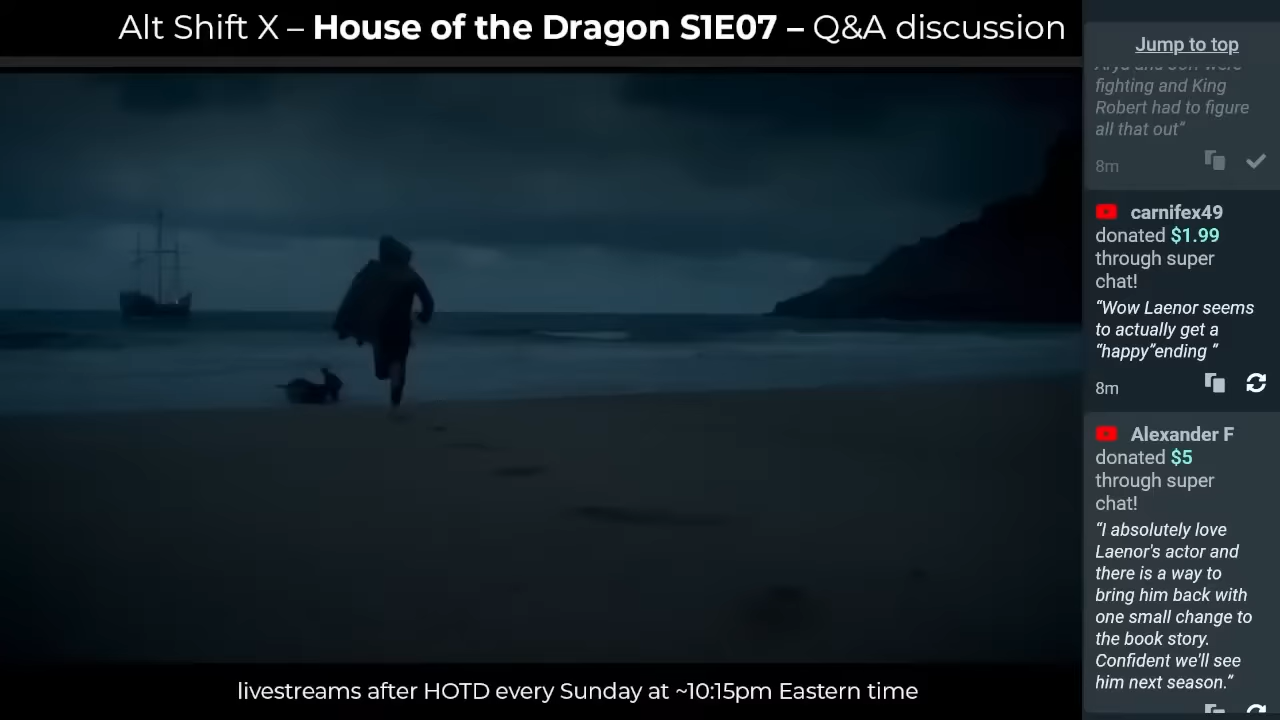 Alt Shift X – House of the Dragon S1E07 – Q&A discussion
Jump to top
Arya and Jon were
fighting and King
Robert had to figure
all that out”
8m
carnifex49
donated $1.99
through super
chat!
“Wow Laenor seems
to actually get a
“happy”ending “
8m
Alexander F
donated $5
through super
chat!
“I absolutely love
Laenor's actor and
there is a way to
bring him back with
one small change to
the book story.
Confident we'll see
him next season.”
livestreams after HOTD every Sunday at ~10:15pm Eastern time